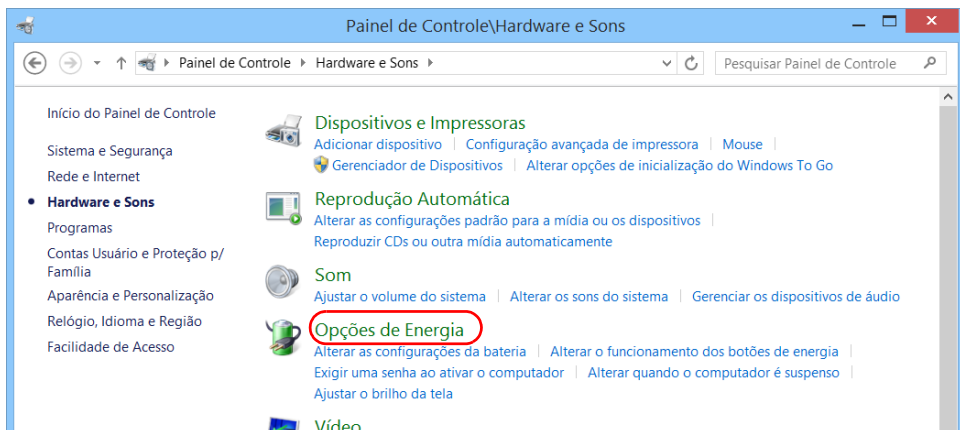 Painel de Controle\Hardware e Sons
Painel de Controle Hardware e Sons
Pesquisar Painel de Controle
Início do Painel de Controle
Sistema e Segurança
Rede e Internet
Hardware e Sons
Programas
Contas Usuário e Proteção p/
Família
Aparência e Personalização
Relógio, Idioma e Região
Facilidade de Acesso
Dispositivos e Impressoras
Adicionar dispositivo Configuração avançada de impressora Mouse
Gerenciador de Dispositivos Alterar opções de inicialização do Windows To Go
Reprodução Automática
Alterar as configurações padrão para a mídia ou os dispositivos
Reproduzir CDs ou outra mídia automaticamente
Som
Ajustar o volume do sistema Alterar os sons do sistema Gerenciar os dispositivos de áudio
Opções de Energia
Alterar as configurações da bateria Alterar o funcionamento dos botões de energia
Exigir uma senha ao ativar o computador Alterar quando o computador é suspenso
Ajustar o brilho da tela
Vídeo